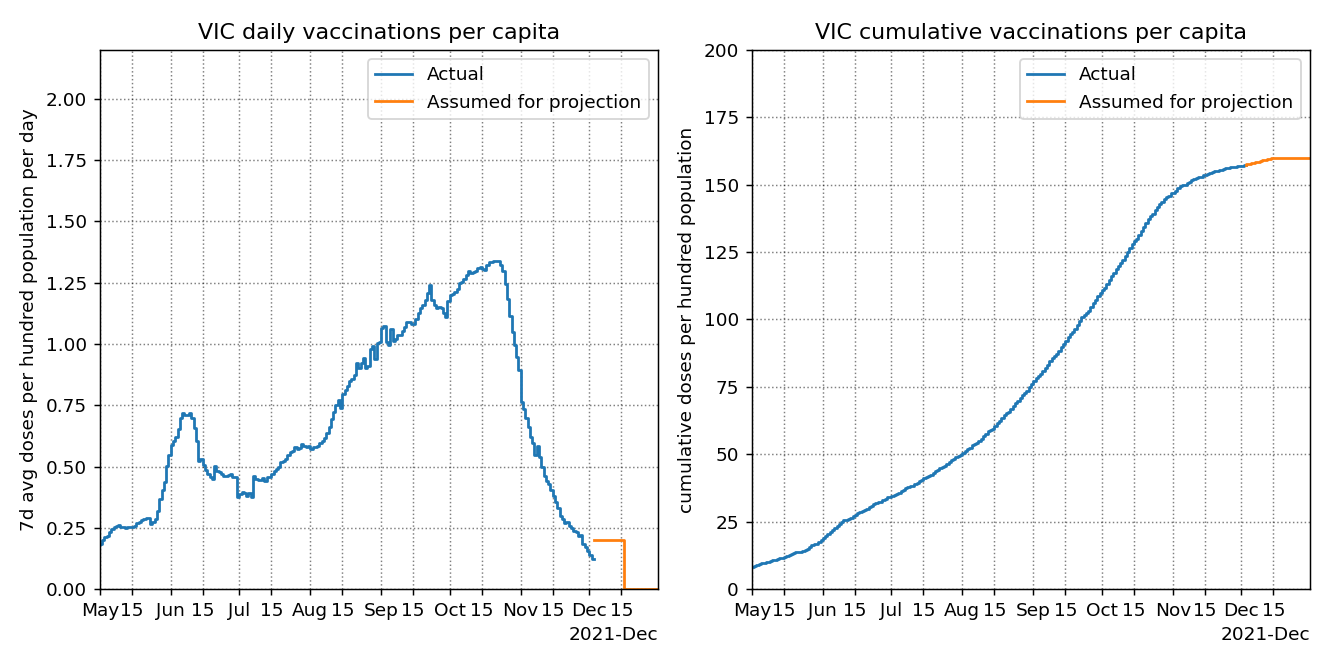 VIC daily vaccinations per capita
7d avg doses per hundred population per day
2.00
1.75
1.50
1.25
1.00
0.75
0.50
0.25
0.00
Actual
Assumed for projection
May 15 Jun 15 Jul 15 Aug 15 Sep 15 Oct 15 Nov 15 Dec 15
2021-Dec
VIC cumulative vaccinations per capita
cumulative doses per hundred population
200
175
150
125
100
75
50
25
0
Actual
Assumed for projection
May 15 Jun 15 Jul 15 Aug 15 Sep 15 Oct 15 Nov 15 Dec 15
2021-Dec